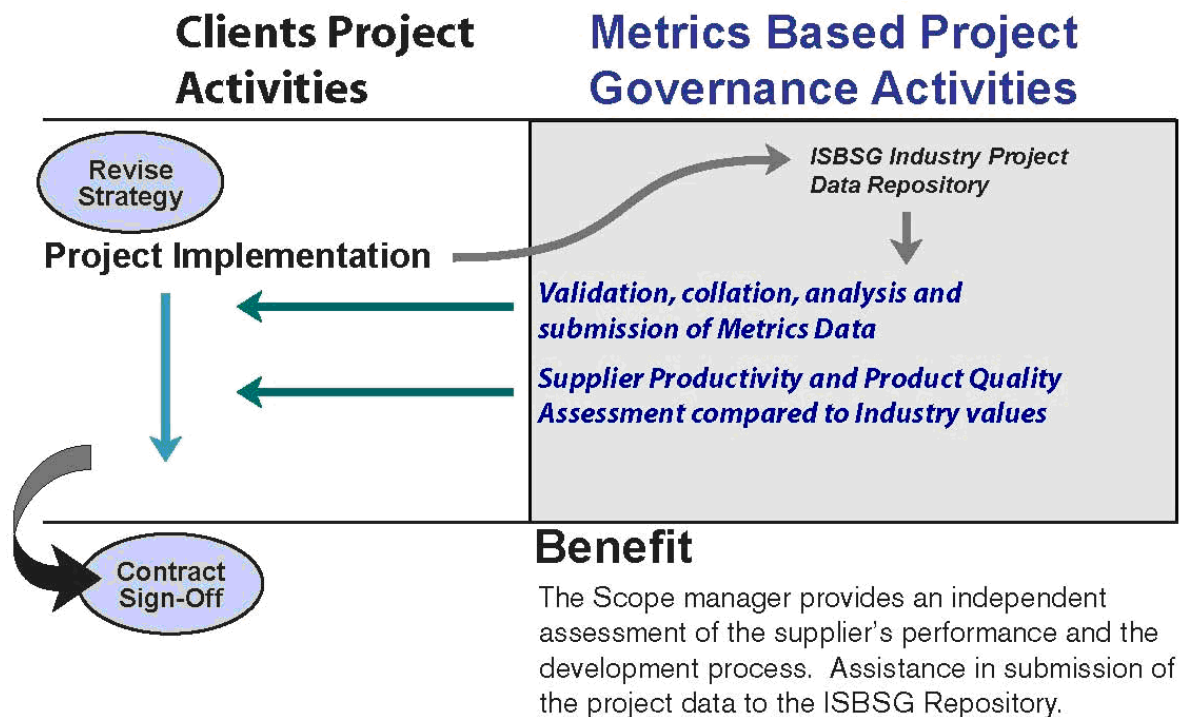 Clients Project
Activities
Metrics Based Project
Governance Activities
Revise
Strategy
ISBSG Industry Project
Data Repository
Project Implementation
Validation, collation, analysis and
submission of Metrics Data
Supplier Productivity and Product Quality
Assessment compared to Industry values
Contract
Sign-Off
Benefit
The Scope manager provides an independent
assessment of the supplier's performance and the
development process.  Assistance in submission of
the project data to the ISBSG Repository.